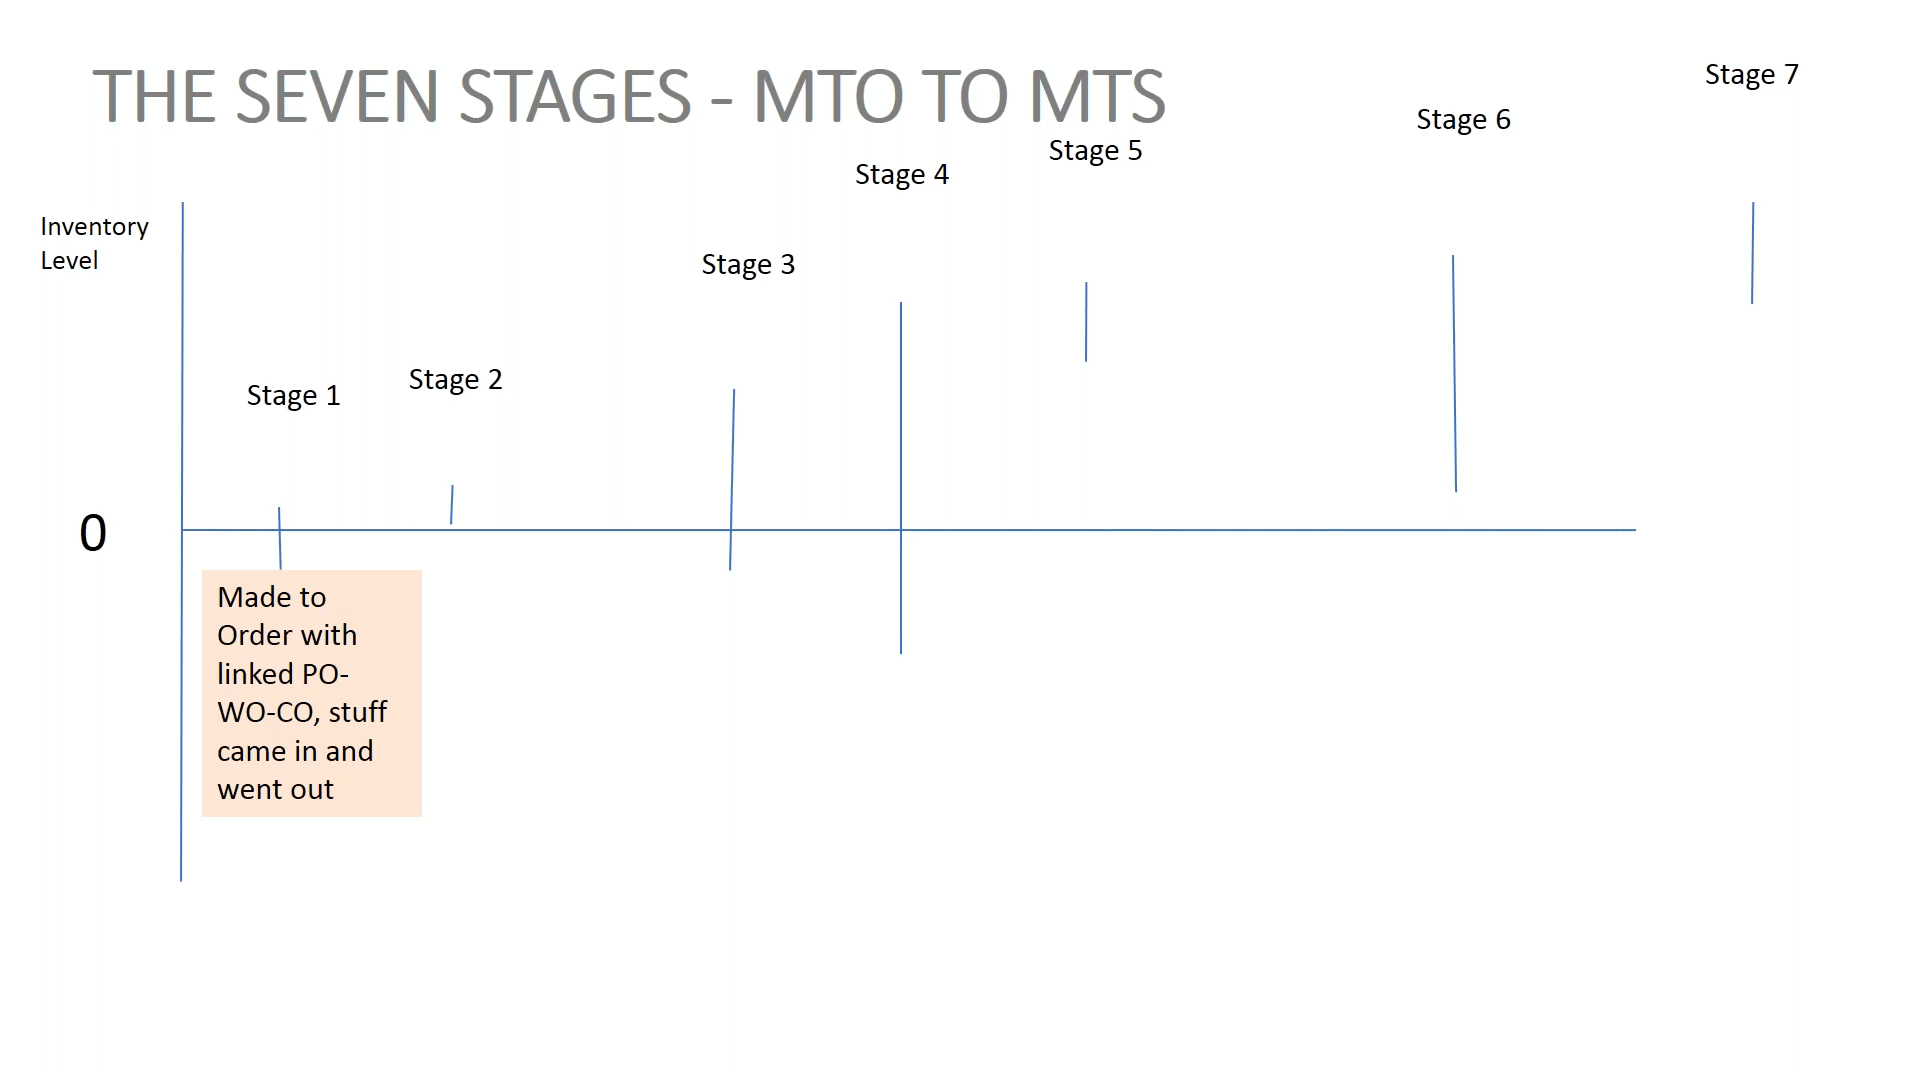 THE SEVEN STAGES - MTO TO MTS
Stage 7
Stage 6
Stage 5
Stage 4
Inventory
Level
Stage 3
Stage 2
Stage 1
0
Made to
Order with
linked PO-
WO-CO, stuff
came in and
went out